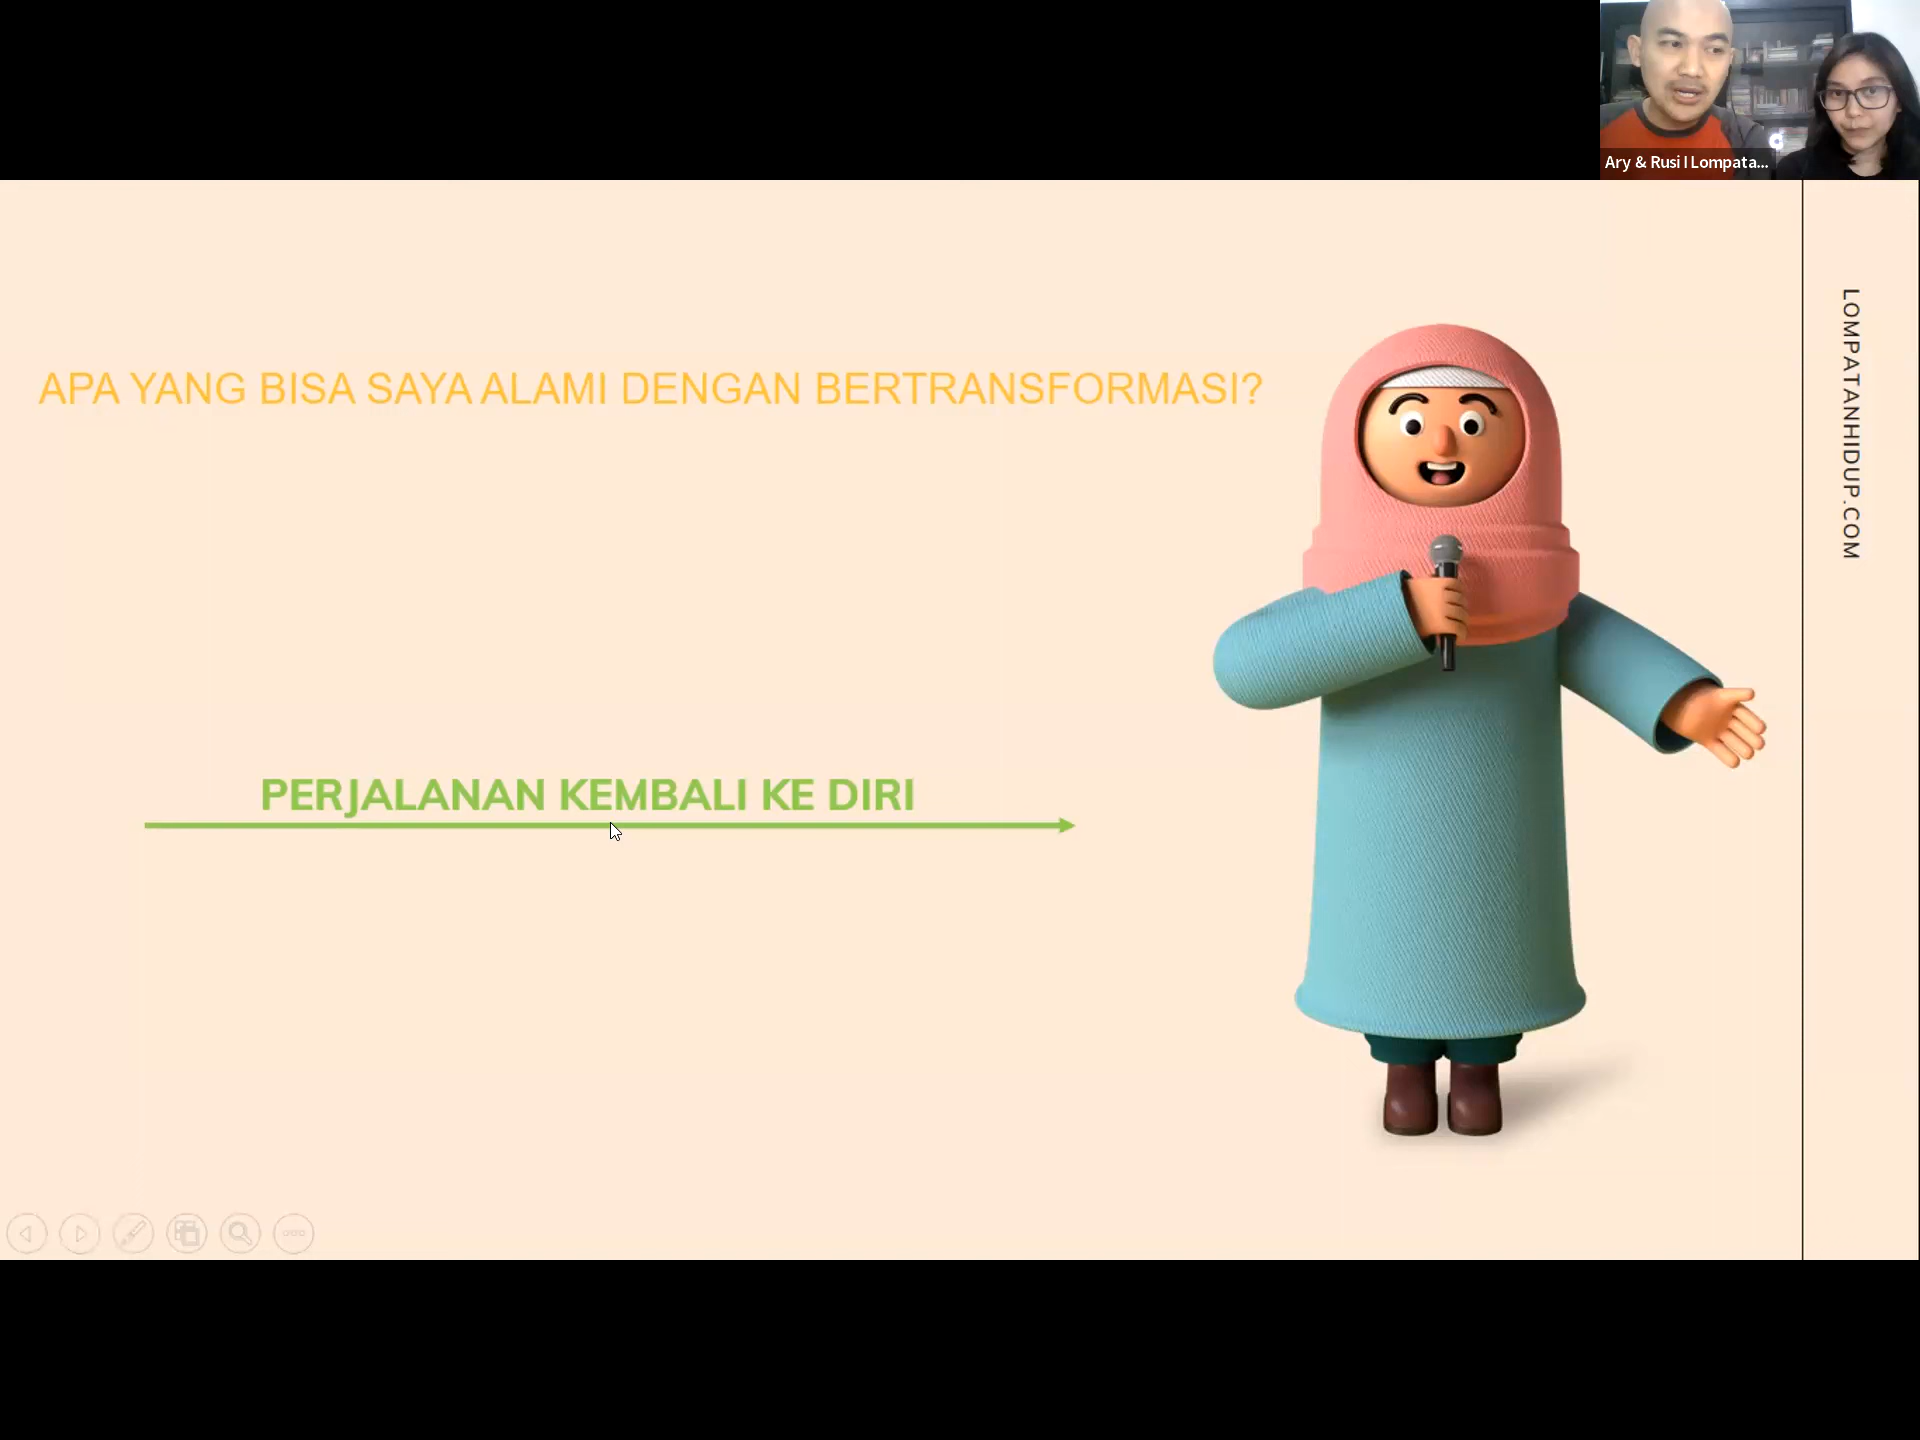 Ary & Rusi I Lompata...
APA YANG BISA SAYA ALAMI DENGAN BERTRANSFORMASI?
PERJALANAN KEMBALI KE DIRI
LOMPATANHIDUP.COM